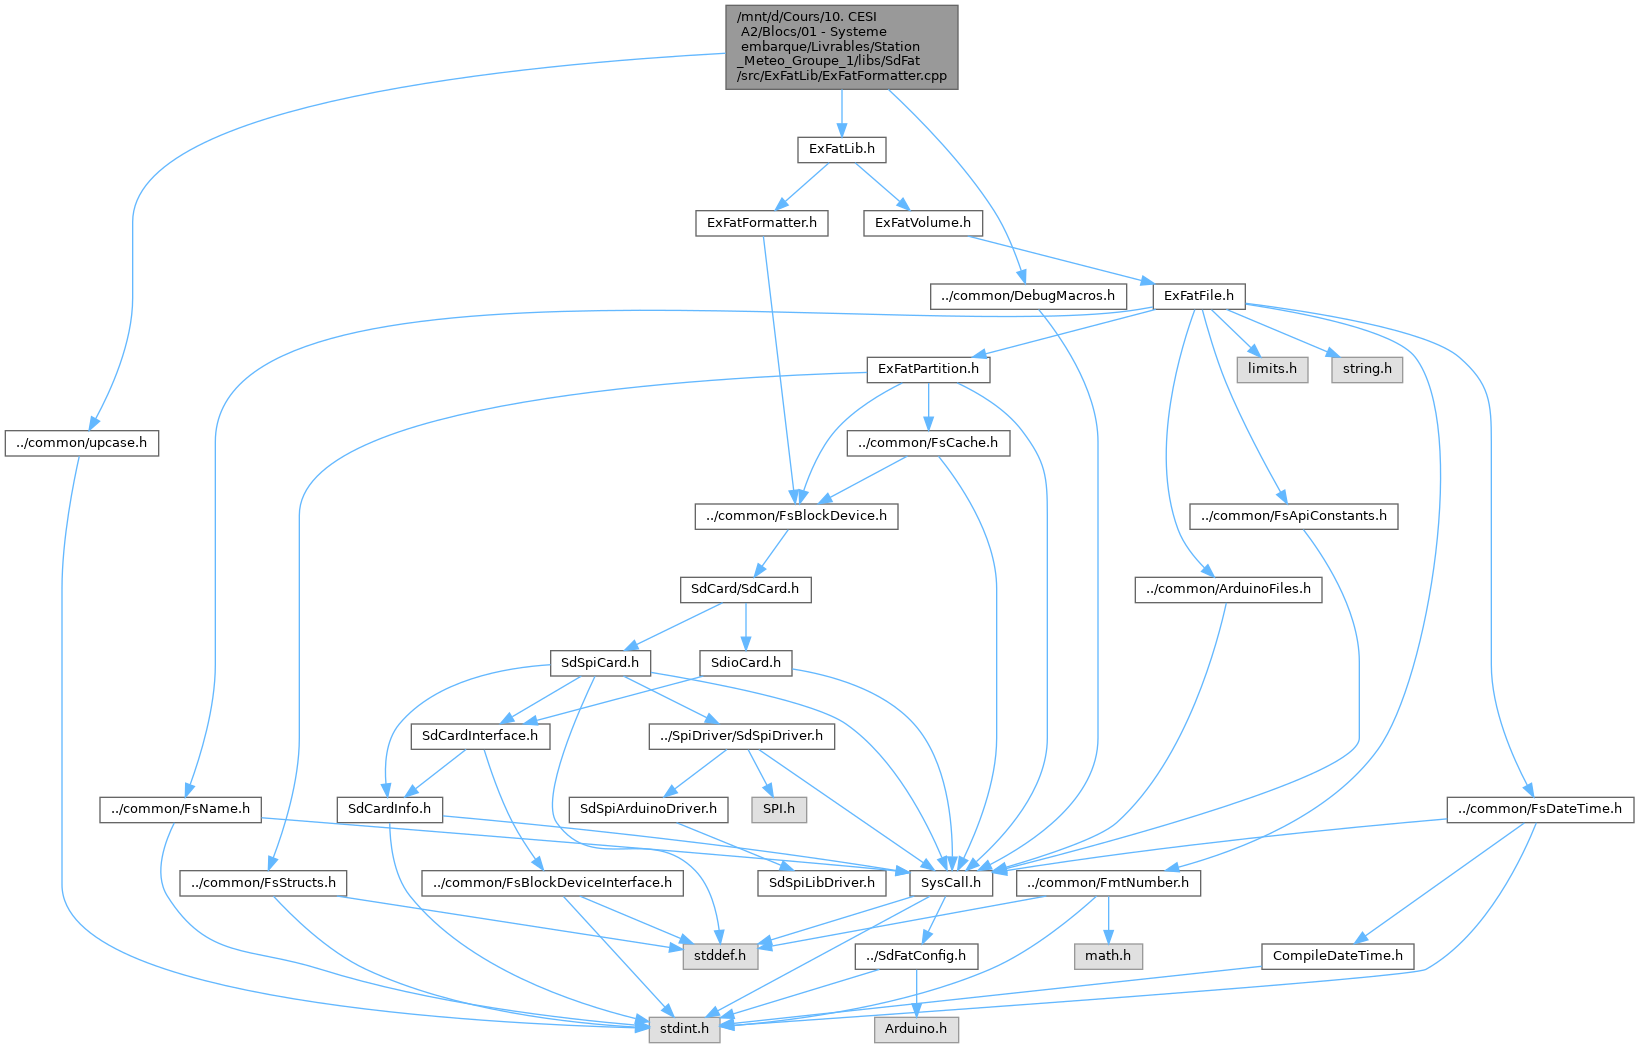 /mnt/d/Cours/10. CESI
A2/Blocs/01 - Systeme
embarque/Livrables/Station
_Meteo_Groupe_1/libs/SdFat
/src/ExFatLib/ExFatFormatter.cpp
ExFatLib.h
ExFatFormatter.h
ExFatVolume.h
../common/DebugMacros.h
ExFatFile.h
ExFatPartition.h
limits.h
string.h
../common/upcase.h
../common/FsCache.h
../common/FsBlockDevice.h
../common/FsApiConstants.h
SdCard/SdCard.h
../common/ArduinoFiles.h
SdSpiCard.h
SdioCard.h
SdCardInterface.h
../SpiDriver/SdSpiDriver.h
../common/FsName.h
SdCardInfo.h
SdSpiArduinoDriver.h
SPI.h
../common/FsDateTime.h
../common/FsStructs.h
../common/FsBlockDeviceInterface.h
SdSpiLibDriver.h
SysCall.h
../common/FmtNumber.h
stddef.h
../SdFatConfig.h
math.h
CompileDateTime.h
stdint.h
Arduino.h